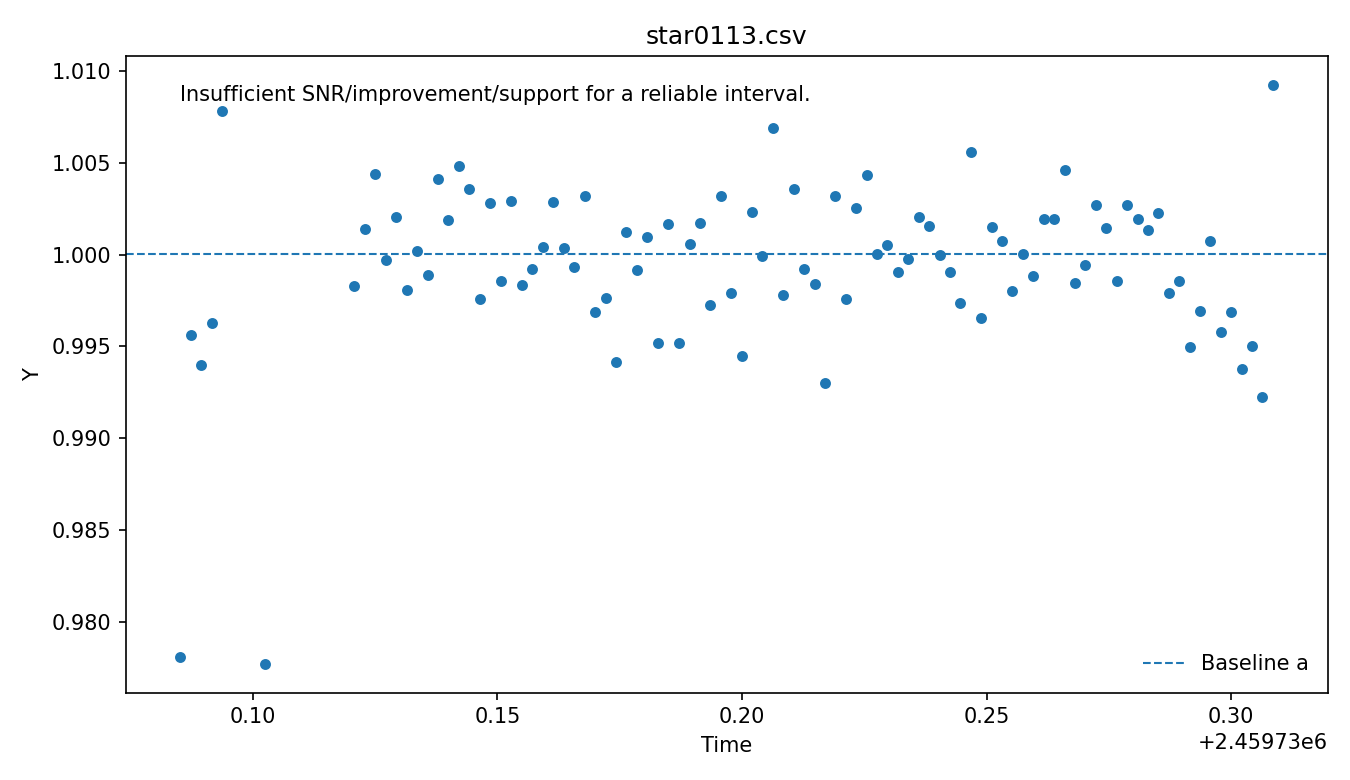 star0113.csv
Insufficient SNR/improvement/support for a reliable interval.
1.010
1.005
1.000
0.995
0.990
0.985
0.980
Y
Baseline a
0.10 0.15 0.20 0.25 0.30
Time
+2.45973e6